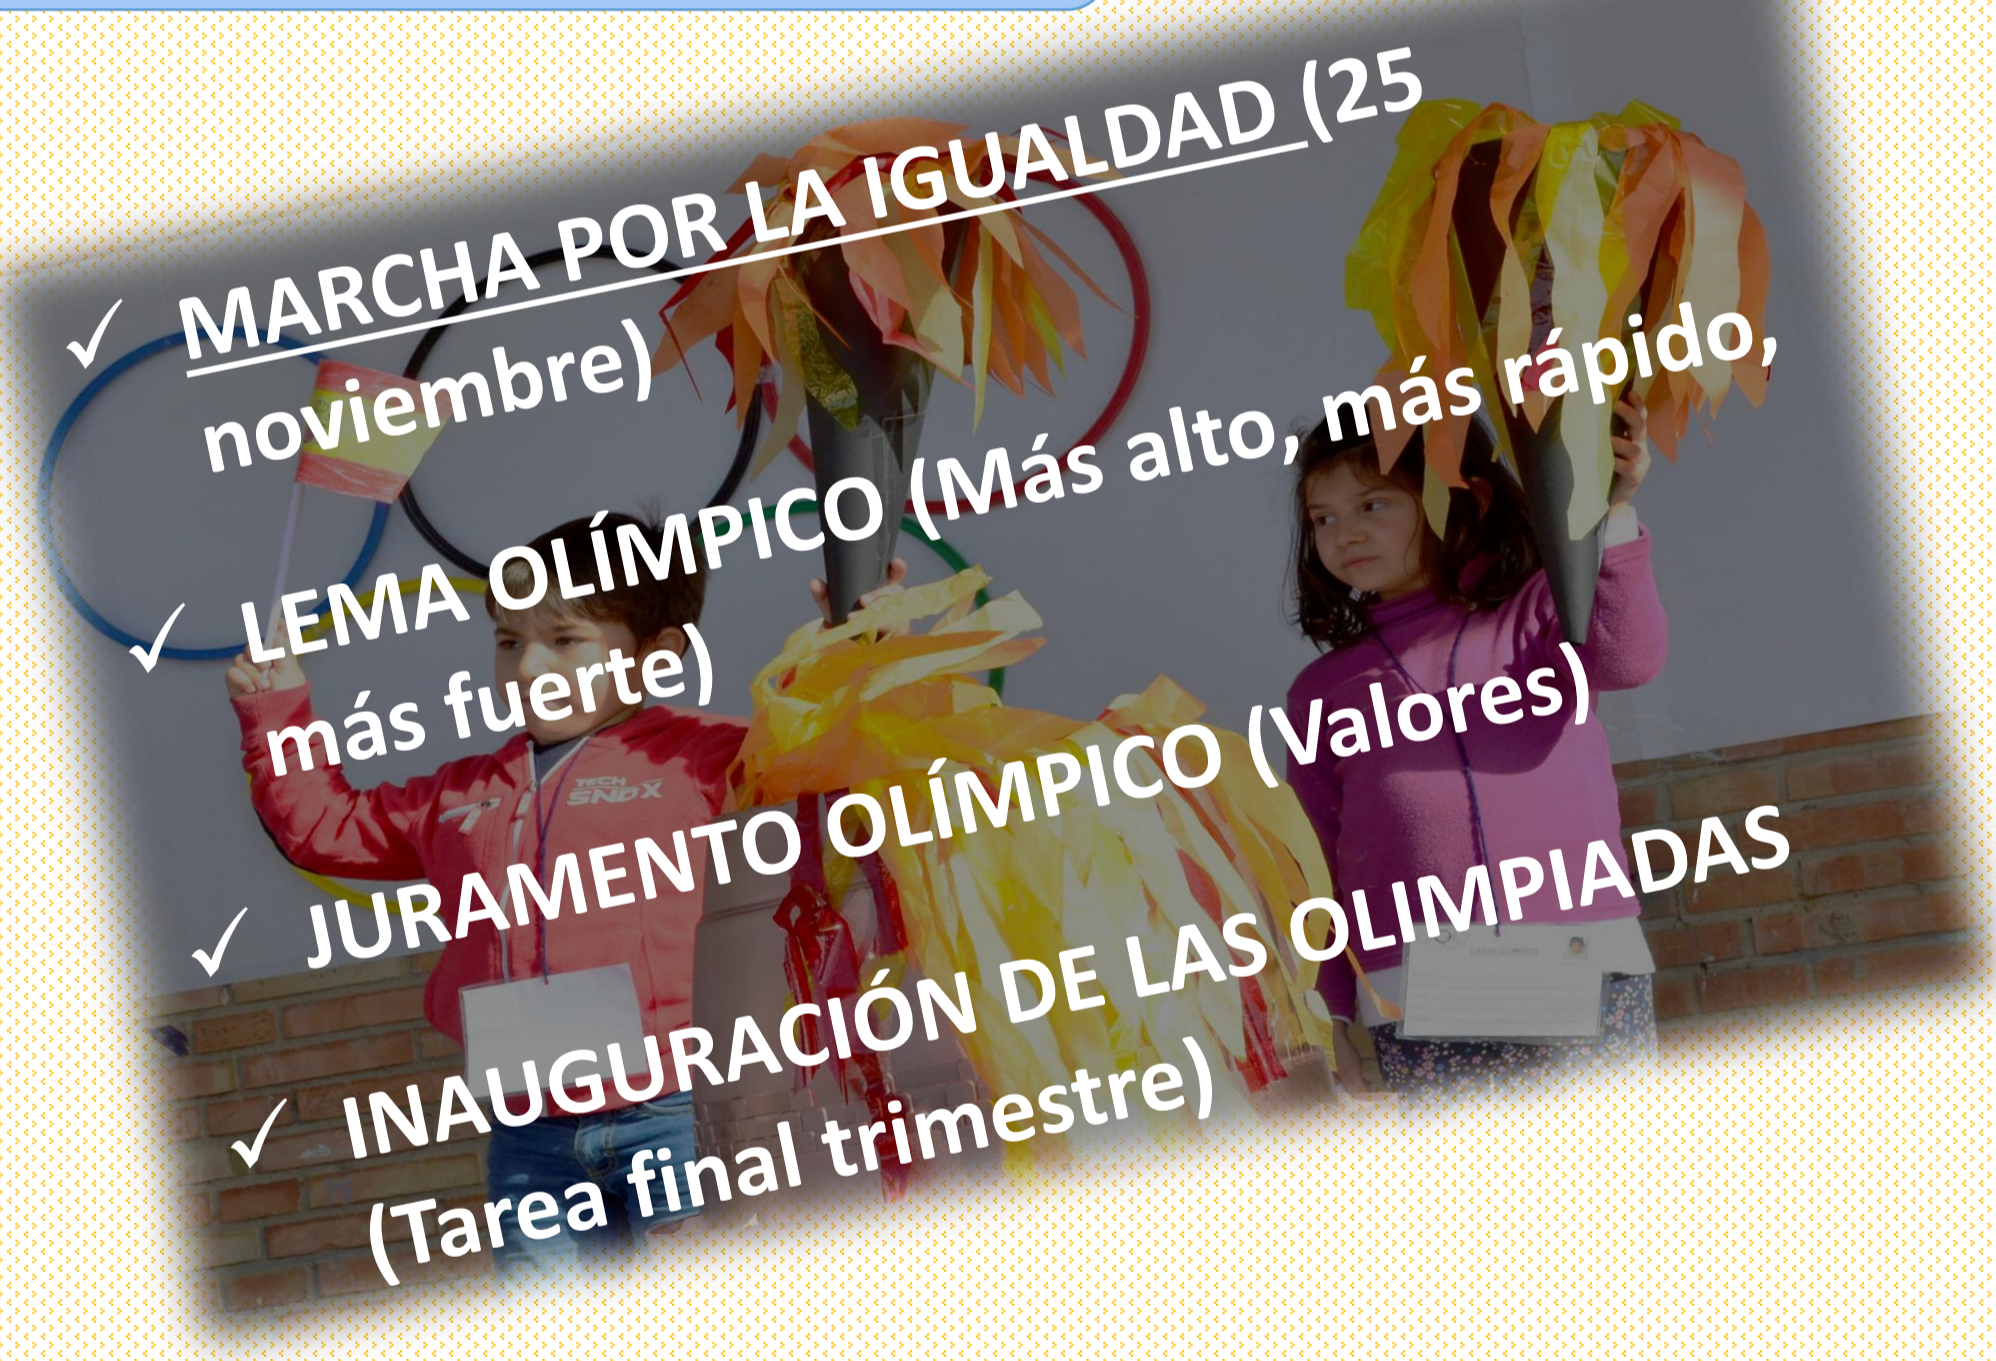 ✓ MARCHA POR LA IGUALDAD (25
noviembre)
✓ LEMA OLÍMPICO (Más alto, más rápido,
más fuerte)
✓ JURAMENTO OLÍMPICO (Valores)
✓ INAUGURACIÓN DE LAS OLIMPIADAS
(Tarea final trimestre)
TECH